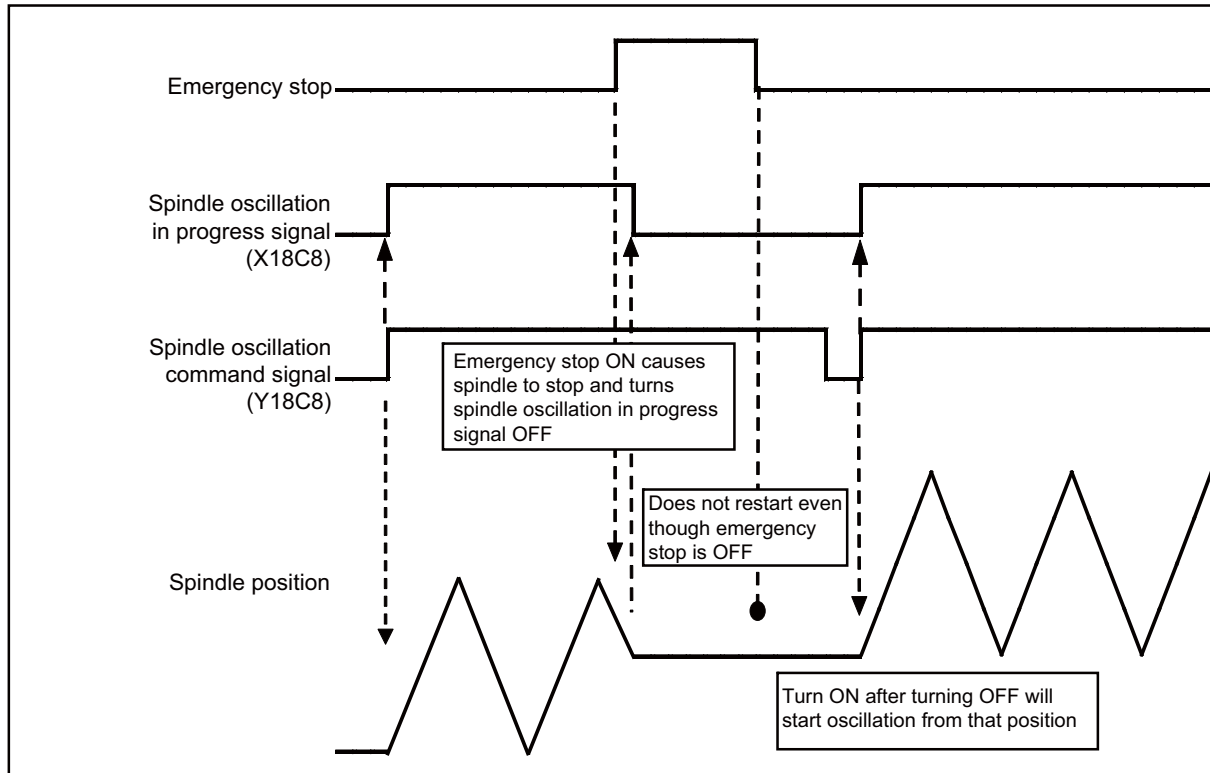 Emergency stop
Spindle oscillation
in progress signal
(X18C8)
Spindle oscillation
command signal
(Y18C8)
Emergency stop ON causes
spindle to stop and turns
spindle oscillation in progress
signal OFF
Does not restart even
though emergency
stop is OFF
Spindle position
Turn ON after turning OFF will
start oscillation from that position